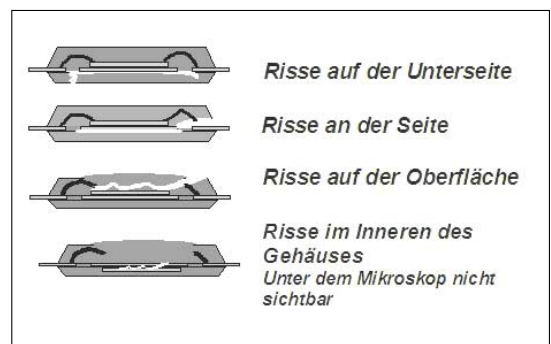 Risse auf der Unterseite
Risse an der Seite
Risse auf der Oberfläche
Risse im Inneren des
Gehäuses
Unter dem Mikroskop nicht
sichtbar